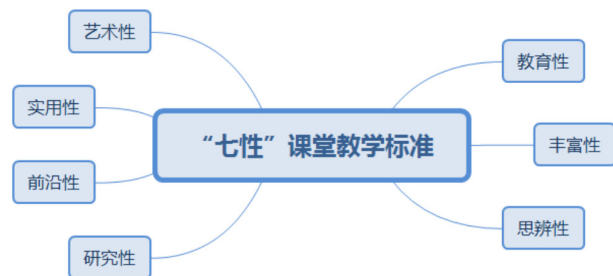 艺术性
教育性
实用性
“七性”课堂教学标准
丰富性
前沿性
思辨性
研究性